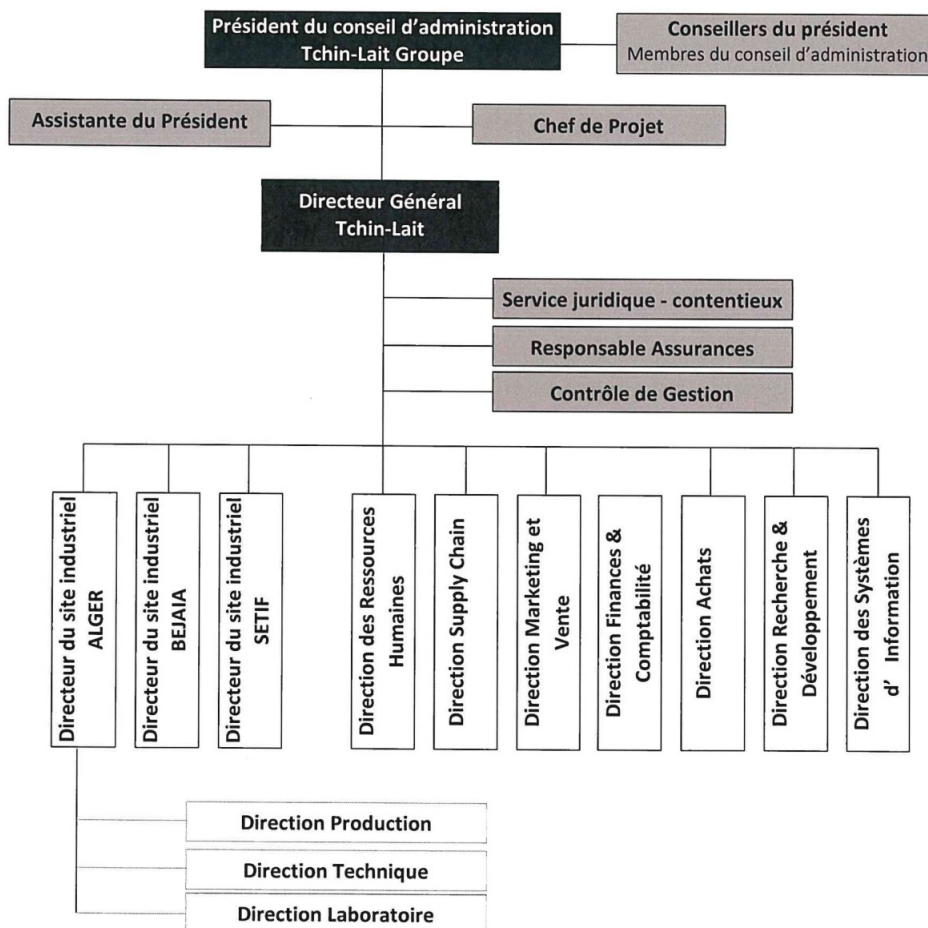 Président du conseil d'administration
Tchin-Lait Groupe
Conseillers du président
Membres du conseil d'administration
Assistante du Président
Chef de Projet
Directeur Général
Tchin-Lait
Service juridique - contentieux
Responsable Assurances
Contrôle de Gestion
Directeur du site industriel
ALGER
Directeur du site industriel
BEJAIA
Directeur du site industriel
SETIF
Direction des Ressources
Humaines
Direction Supply Chain
Direction Marketing et
Vente
Direction Finances &
Comptabilité
Direction Achats
Direction Recherche &
Développement
Direction des Systèmes
d' Information
Direction Production
Direction Technique
Direction Laboratoire